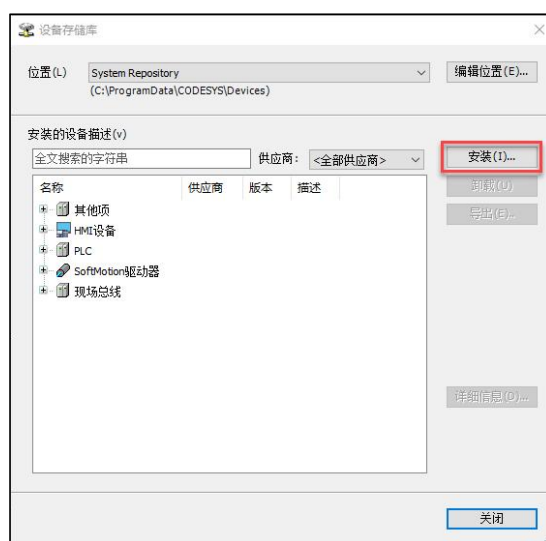 设备存储库
位置(L) System Repository 编辑位置(E)...
(C:\ProgramData\CODESYS\Devices)
安装的设备描述(v)
全文搜索的字符串 供应商: <全部供应商> 安装(I)...
名称 供应商 版本 描述 卸载(U)
其他项 导出(E)...
HMI设备
PLC
SoftMotion驱动器
现场总线
详细信息(D)...
关闭